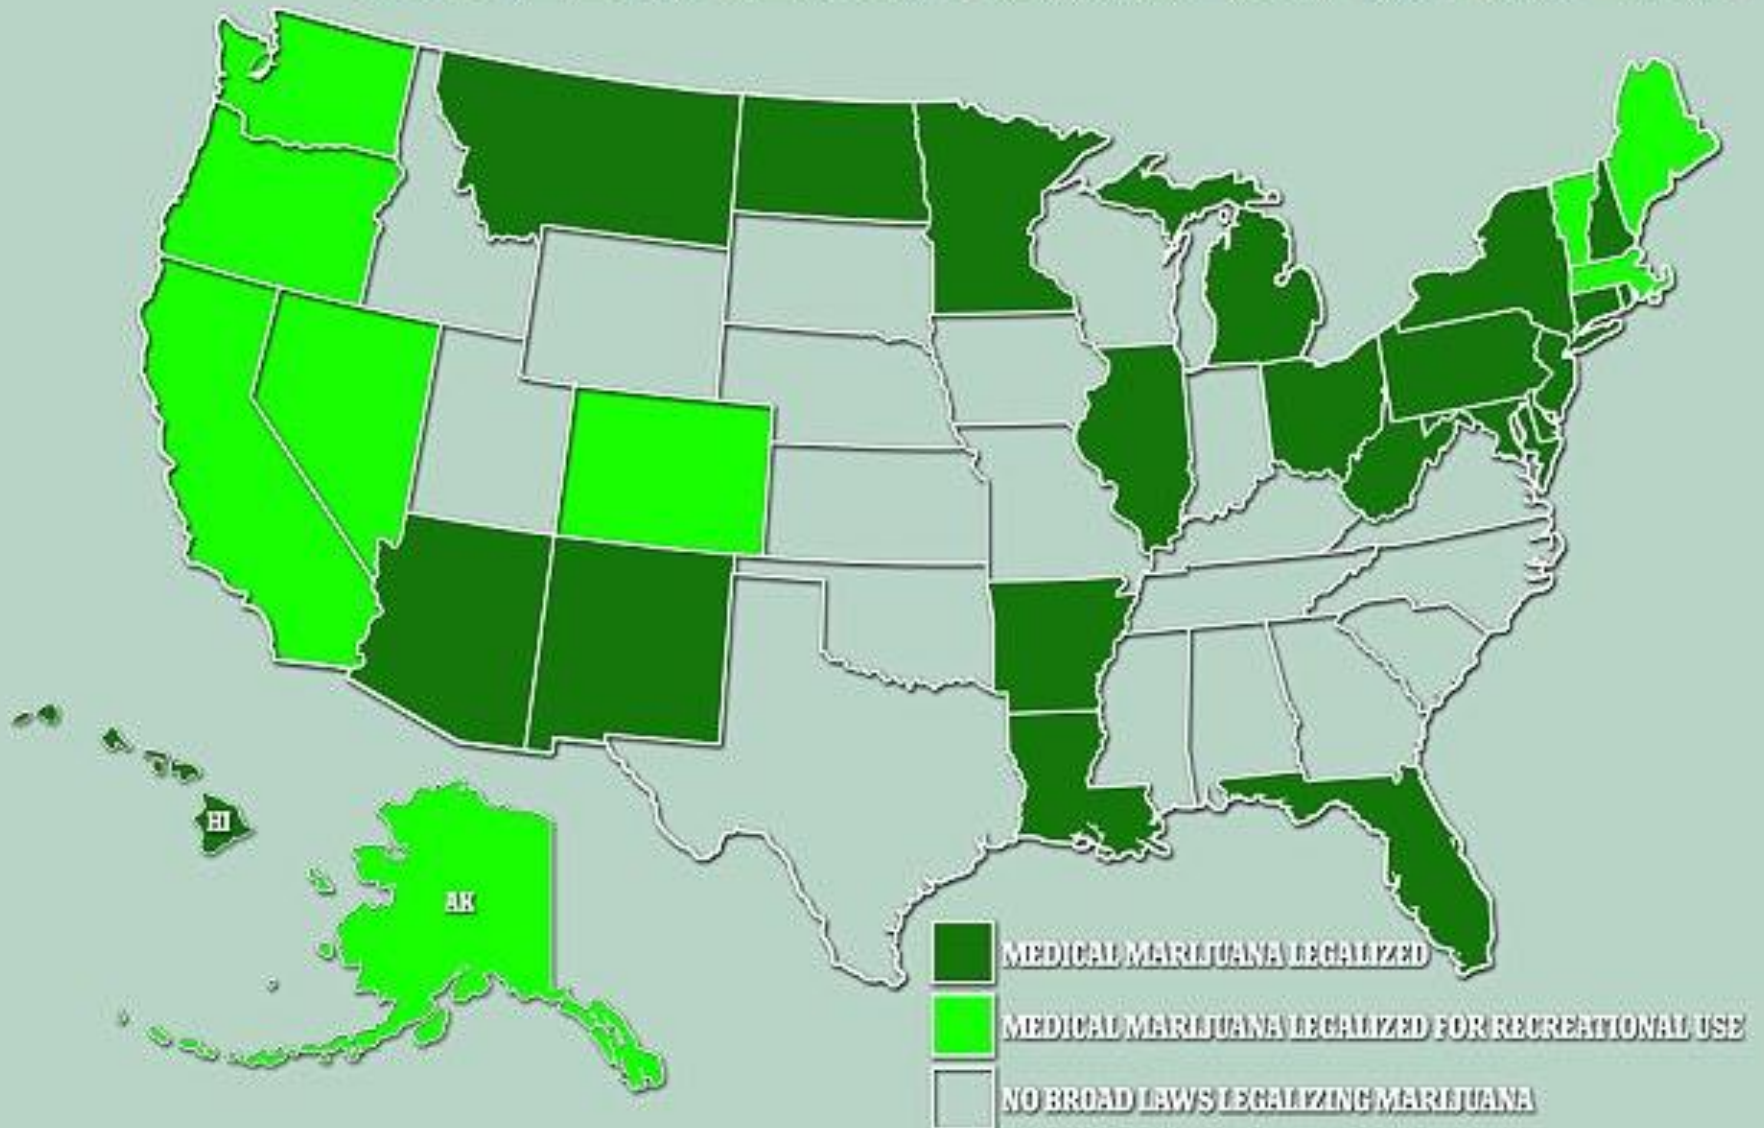 HI
AK
MEDICAL MARIJUANA LEGALIZED
MEDICAL MARIJUANA LEGALIZED FOR RECREATIONAL USE
NO BROAD LAWS LEGALIZING MARIJUANA